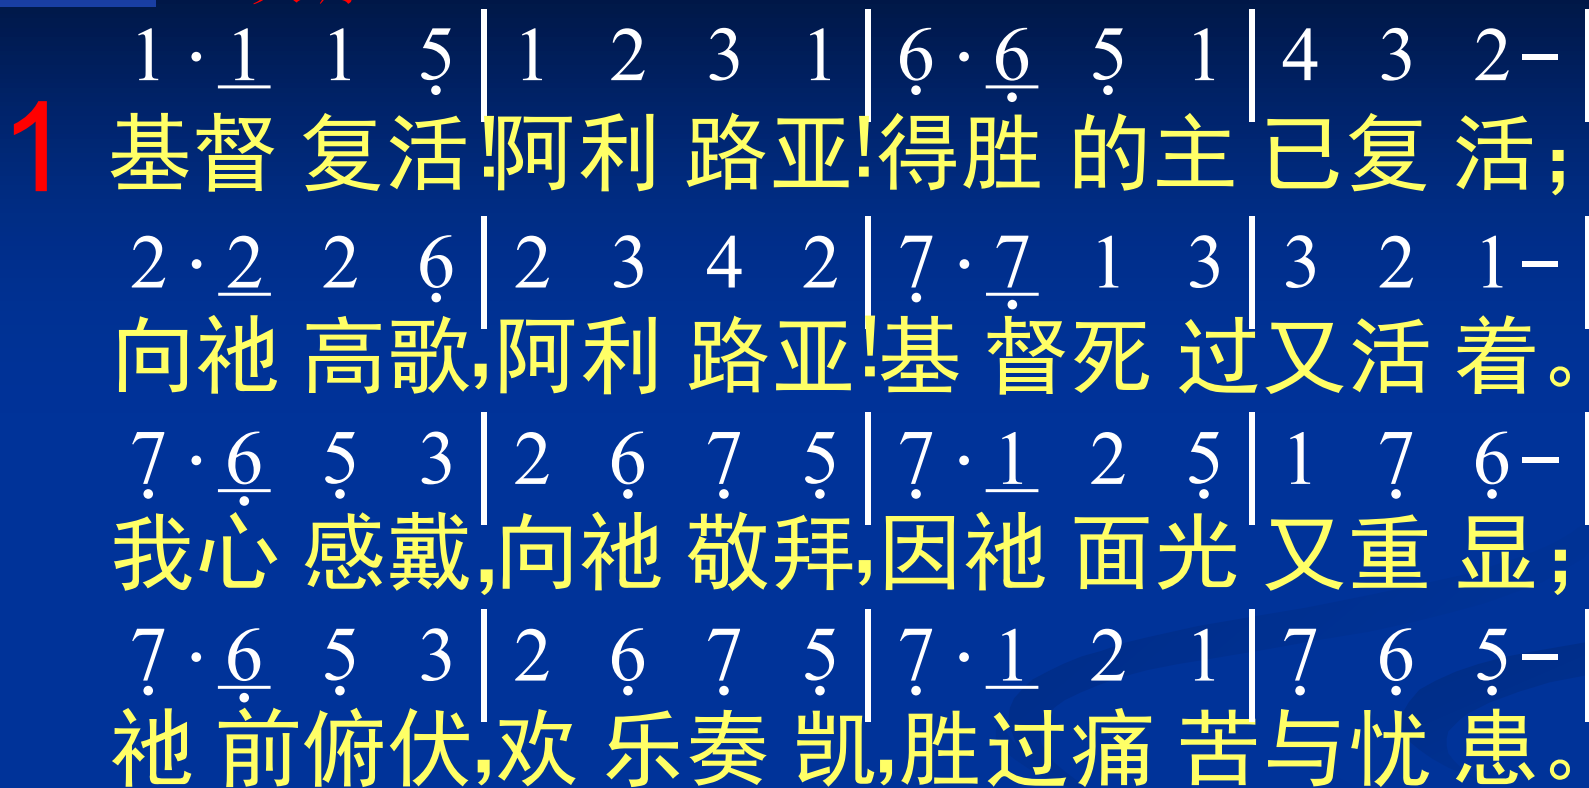 1 · 1 1 5 | 1 2 3 1 | 6 · 6 5 1 | 4 3 2 –
1 基督 复活!阿利 路亚!得胜 的主 已复 活;
2 · 2 2 6 | 2 3 4 2 | 7 · 7 1 3 | 3 2 1 –
向祂 高歌,阿利 路亚!基 督死 过又活 着。
7 · 6 5 3 | 2 6 7 5 | 7 · 1 2 5 | 1 7 6 –
我心 感戴,向祂 敬拜,因祂 面光 又重 显;
7 · 6 5 3 | 2 6 7 5 | 7 · 1 2 1 | 7 6 5 –
祂 前俯伏,欢 乐奏 凯,胜过痛 苦与忧 患。